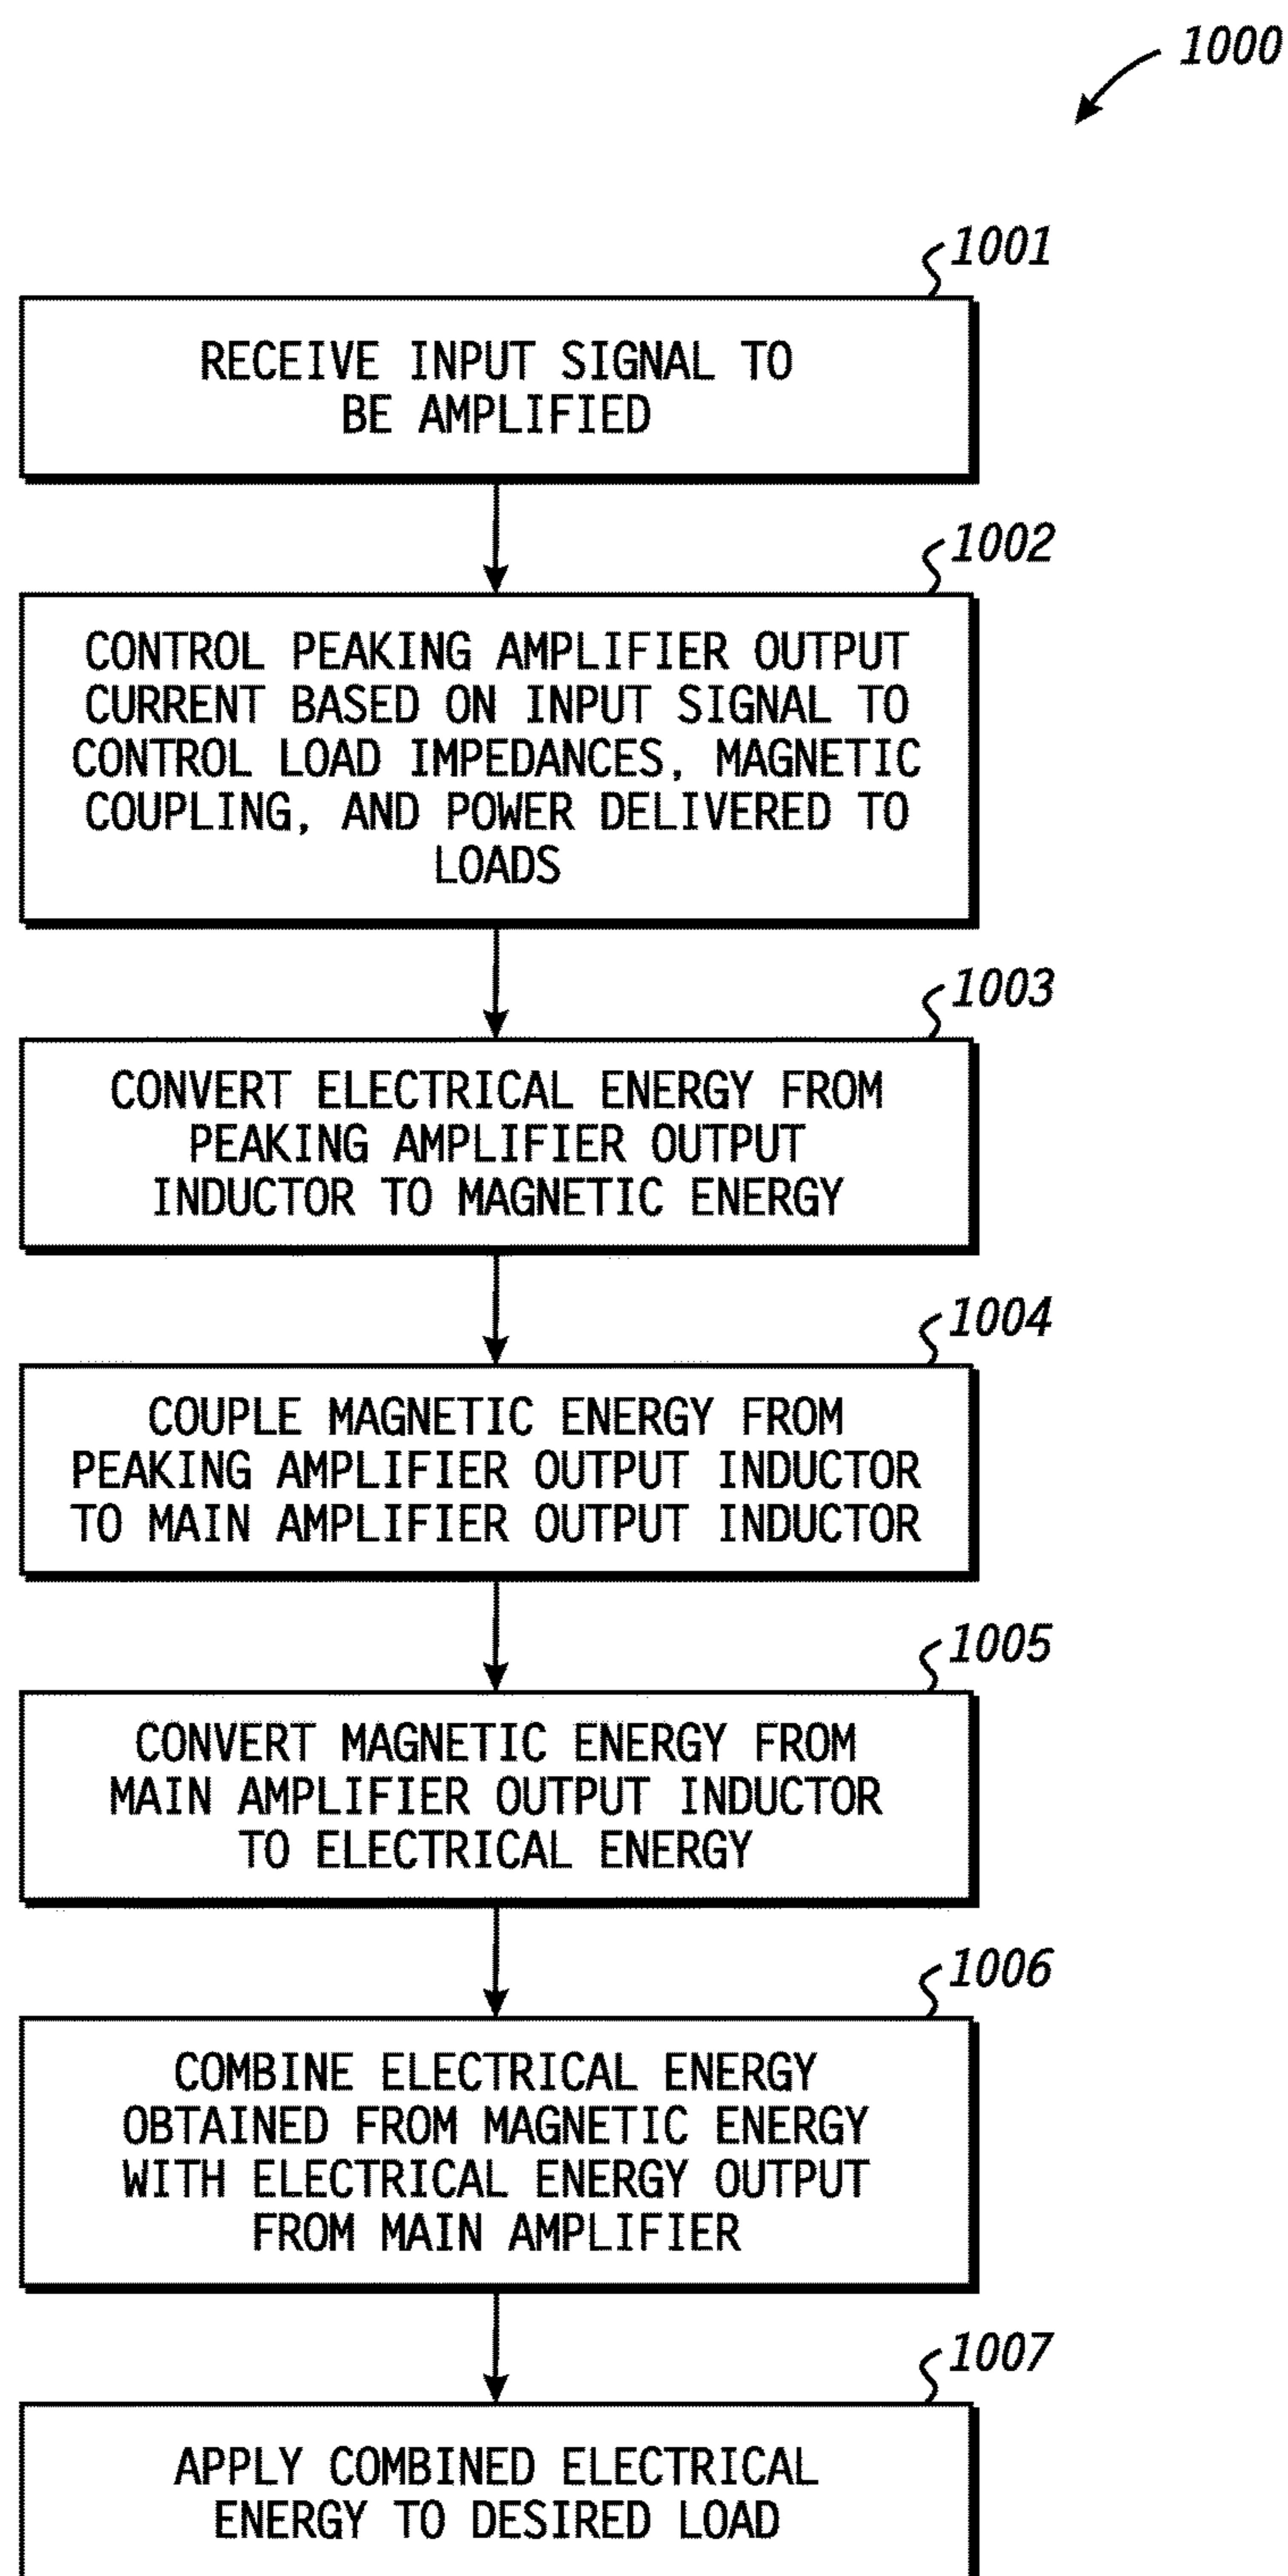 1000
1001
RECEIVE INPUT SIGNAL TO
BE AMPLIFIED
1002
CONTROL PEAKING AMPLIFIER OUTPUT
CURRENT BASED ON INPUT SIGNAL TO
CONTROL LOAD IMPEDANCES, MAGNETIC
COUPLING, AND POWER DELIVERED TO
LOADS
1003
CONVERT ELECTRICAL ENERGY FROM
PEAKING AMPLIFIER OUTPUT
INDUCTOR TO MAGNETIC ENERGY
1004
COUPLE MAGNETIC ENERGY FROM
PEAKING AMPLIFIER OUTPUT INDUCTOR
TO MAIN AMPLIFIER OUTPUT INDUCTOR
1005
CONVERT MAGNETIC ENERGY FROM
MAIN AMPLIFIER OUTPUT INDUCTOR
TO ELECTRICAL ENERGY
1006
COMBINE ELECTRICAL ENERGY
OBTAINED FROM MAGNETIC ENERGY
WITH ELECTRICAL ENERGY OUTPUT
FROM MAIN AMPLIFIER
1007
APPLY COMBINED ELECTRICAL
ENERGY TO DESIRED LOAD